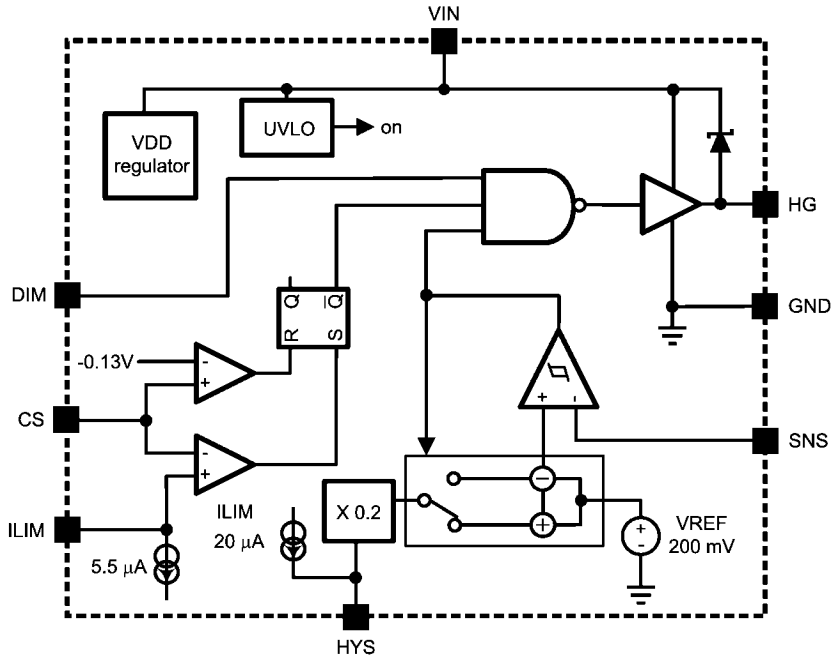 VIN
VDD
regulator
UVLO
on
HG
DIM
Q
Q̅
R
S
GND
-0.13V
-
+
CS
-
+
+
-
SNS
ILIM
5.5 µA
ILIM
20 µA
X 0.2
−
+
+
-
VREF
200 mV
HYS